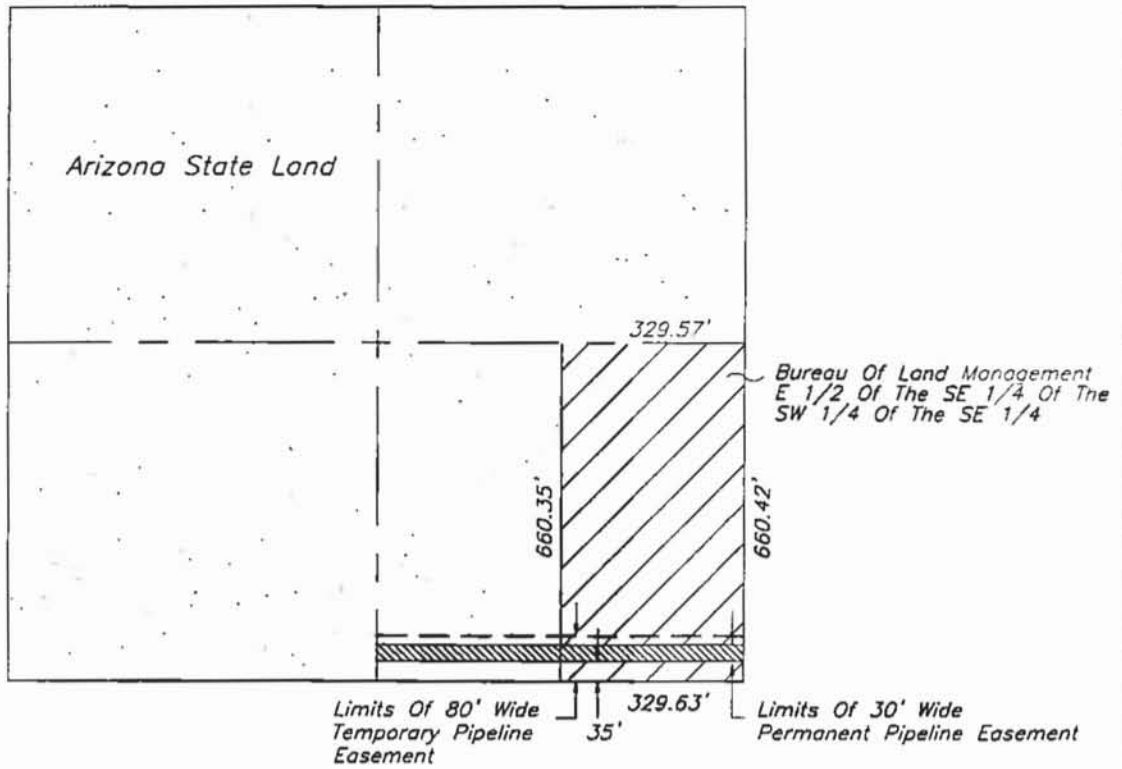 Arizona State Land
329.57'
Bureau Of Land Management
E 1/2 Of The SE 1/4 Of The
SW 1/4 Of The SE 1/4
660.35'
660.42'
Limits Of 80' Wide
Temporary Pipeline
Easement
35'
329.63'
Limits Of 30' Wide
Permanent Pipeline Easement